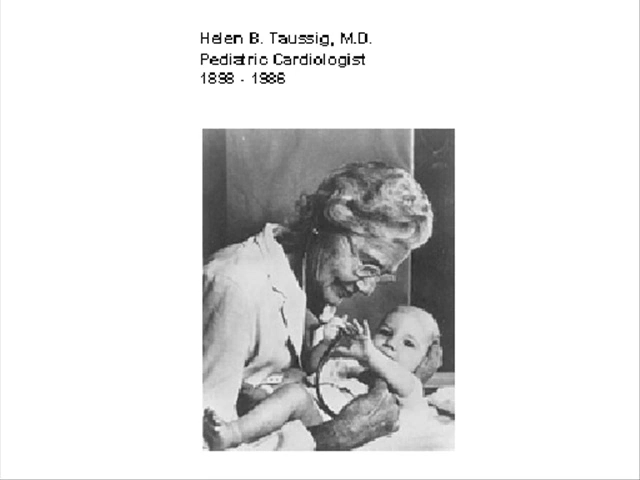 Helen B. Taussig, M.D.
Pediatric Cardiologist
1898 - 1986